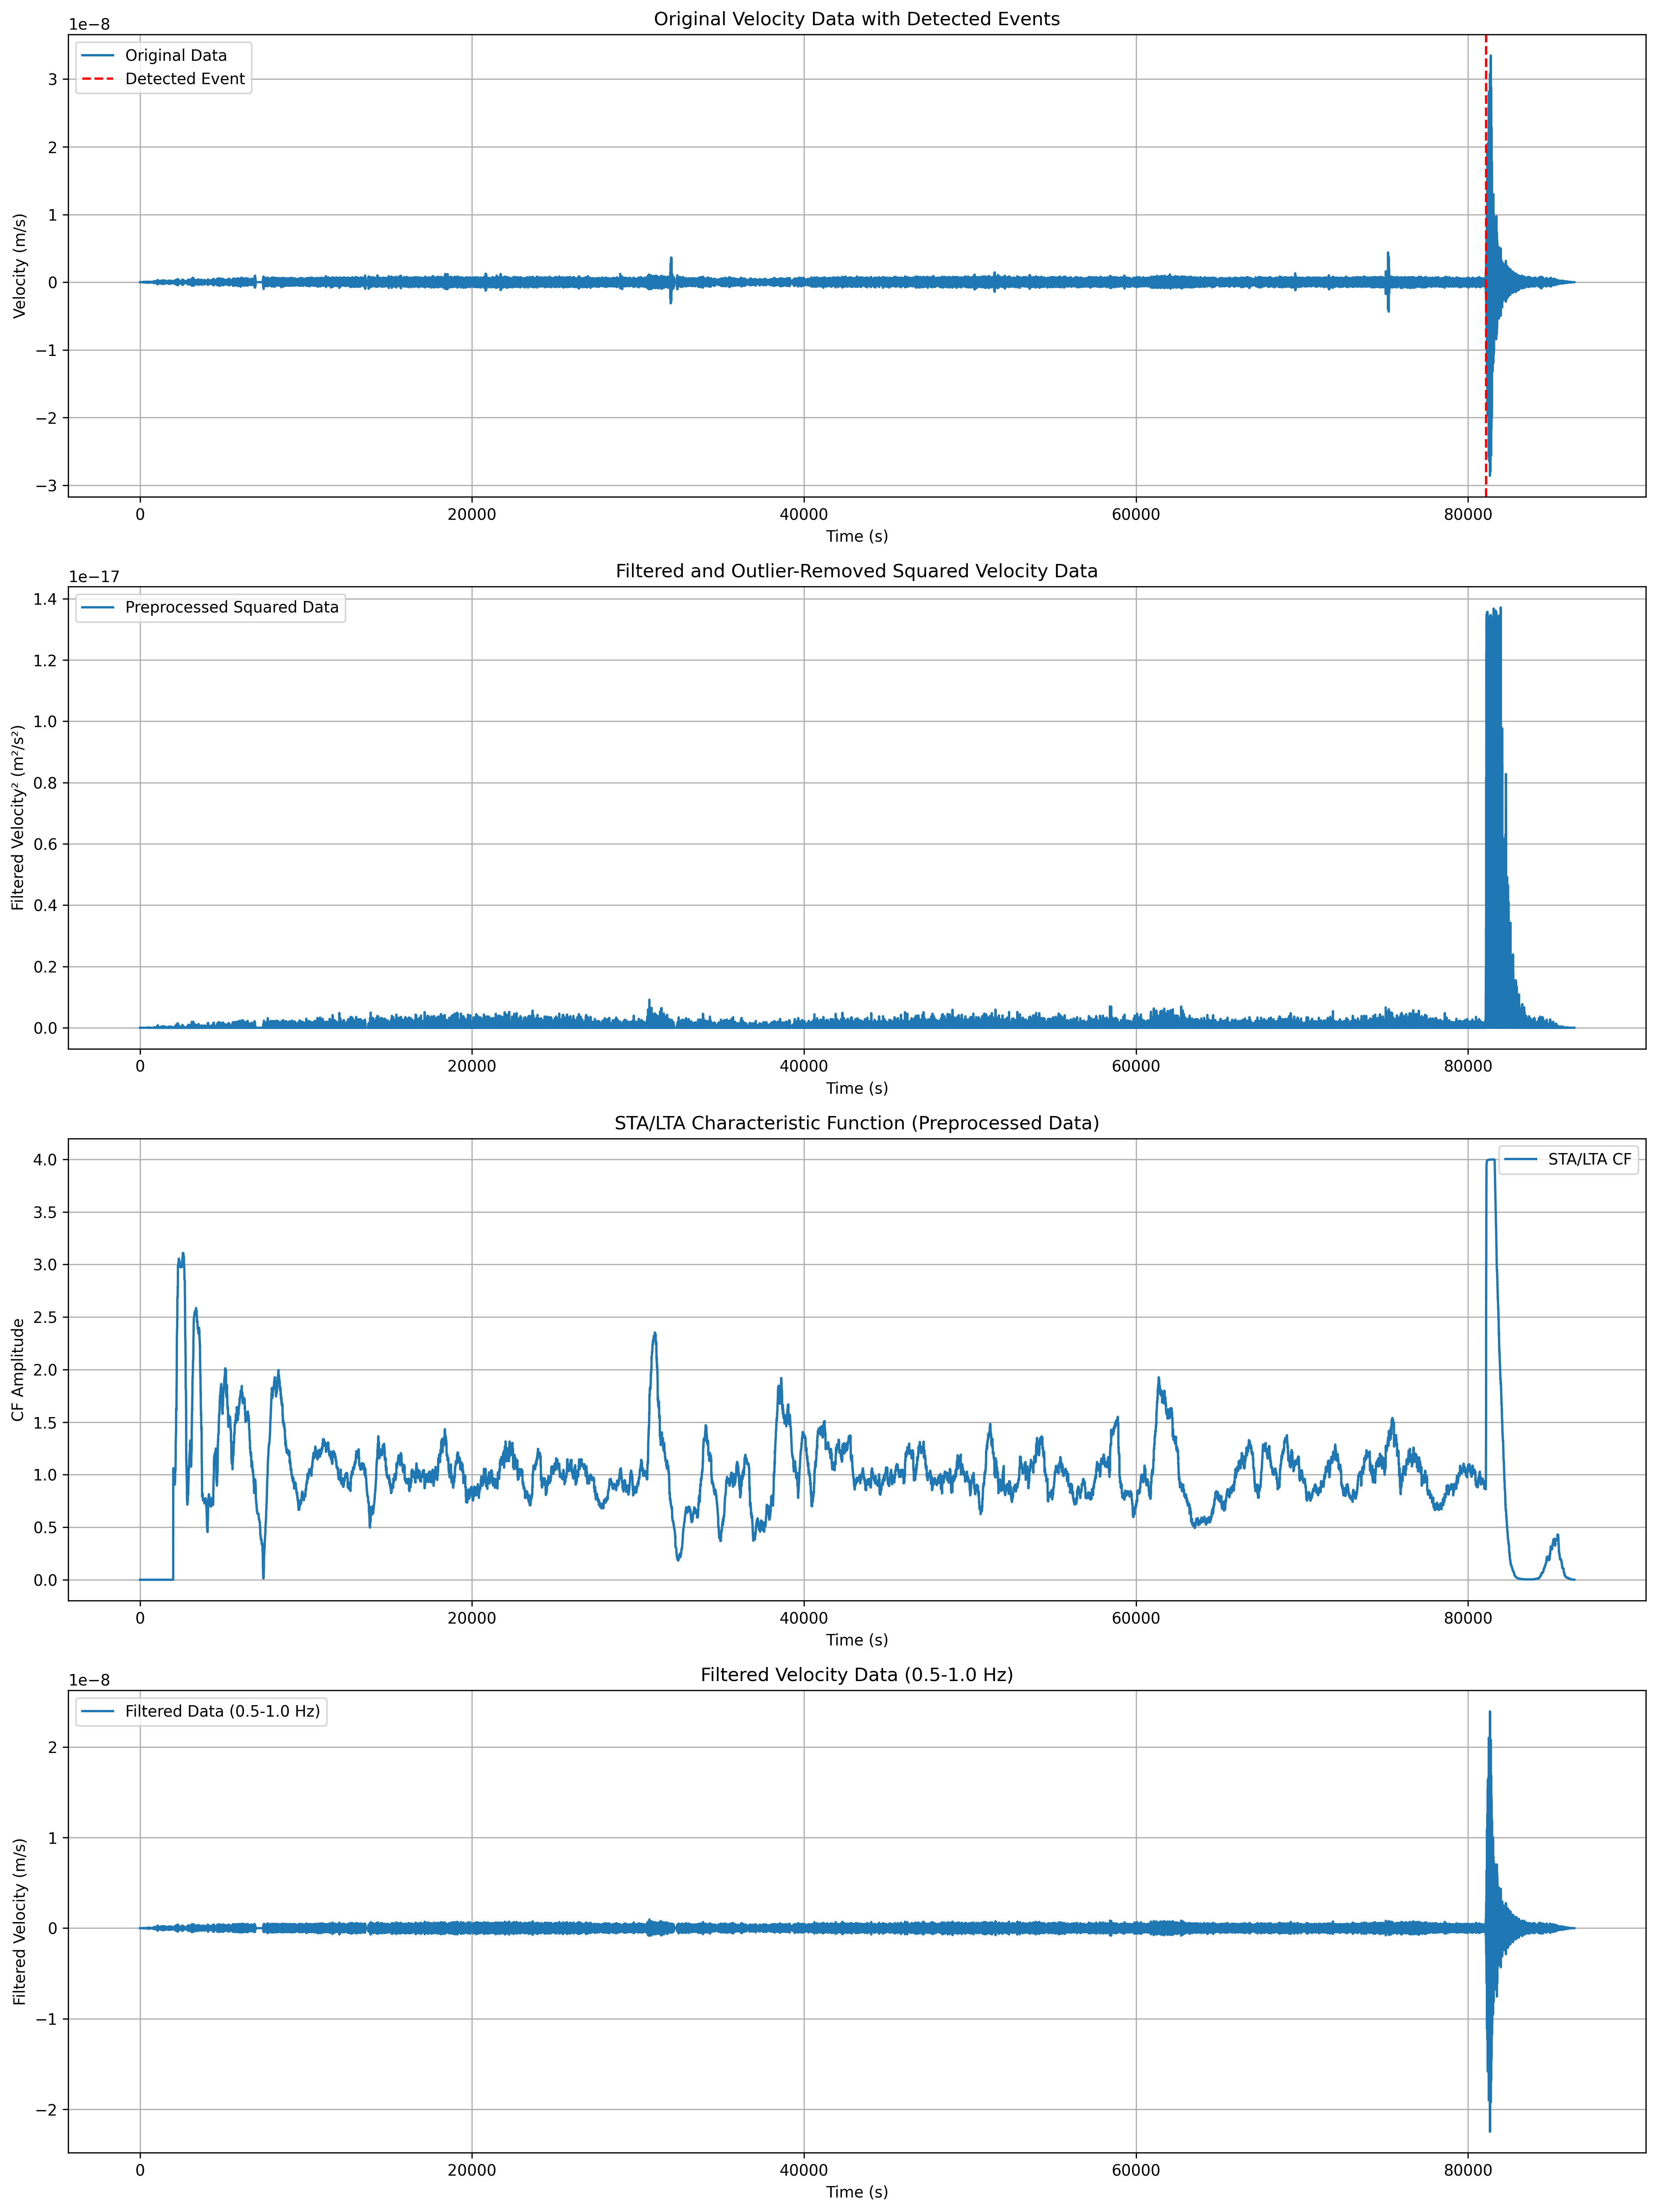 Original Velocity Data with Detected Events
1e−8
Original Data
Detected Event
3
2
1
0
−1
−2
−3
Velocity (m/s)
0 20000 40000 60000 80000
Time (s)
Filtered and Outlier-Removed Squared Velocity Data
1e−17
Preprocessed Squared Data
1.4
1.2
1.0
0.8
0.6
0.4
0.2
0.0
Filtered Velocity² (m²/s²)
0 20000 40000 60000 80000
Time (s)
STA/LTA Characteristic Function (Preprocessed Data)
STA/LTA CF
4.0
3.5
3.0
2.5
2.0
1.5
1.0
0.5
0.0
CF Amplitude
0 20000 40000 60000 80000
Time (s)
Filtered Velocity Data (0.5-1.0 Hz)
1e−8
Filtered Data (0.5-1.0 Hz)
2
1
0
−1
−2
Filtered Velocity (m/s)
0 20000 40000 60000 80000
Time (s)